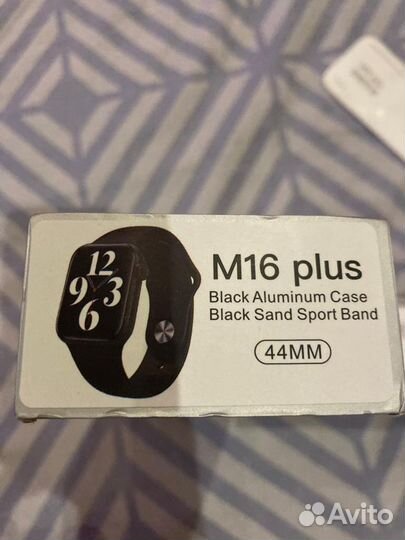 12
9 3
6
M16 plus
Black Aluminum Case
Black Sand Sport Band
44MM
Avito